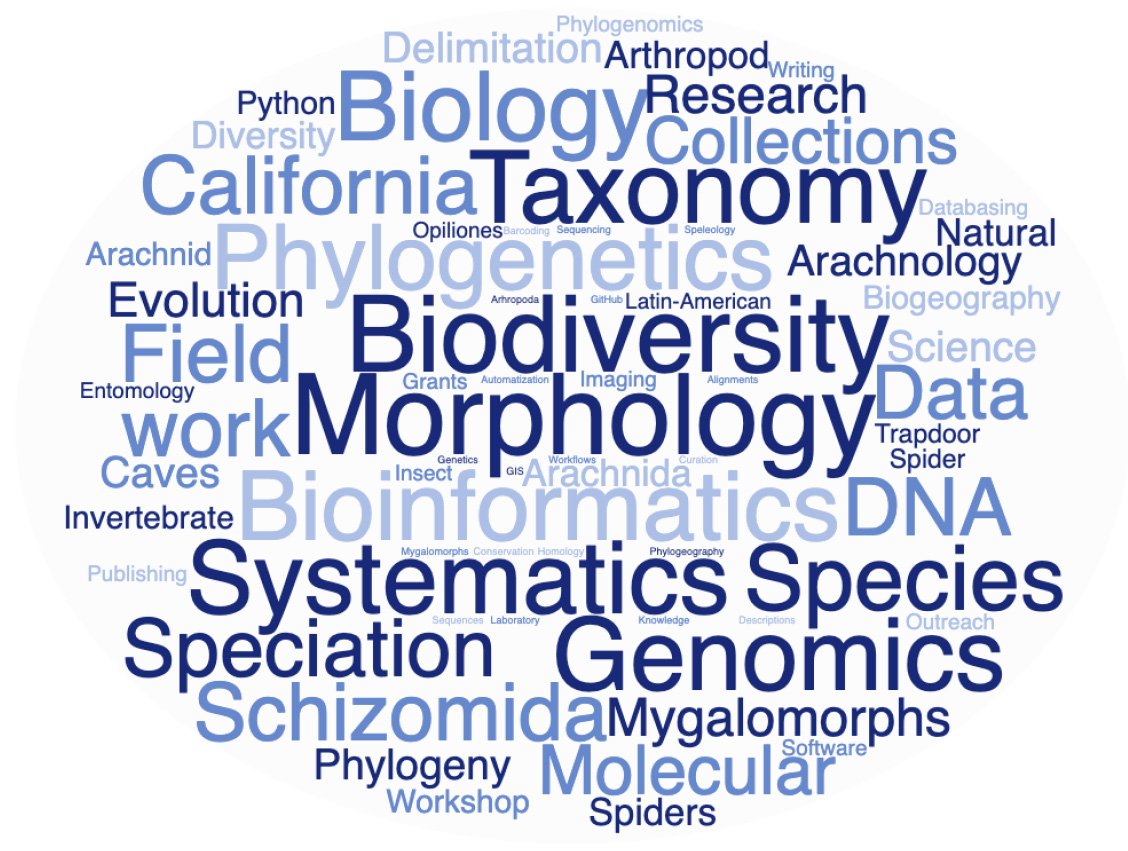 Phylogenomics
Delimitation Arthropod
Writing
Python Biology Research
Diversity Collections
California Taxonomy
Databasing
Opiliones Barcoding Sequencing Speleology Natural
Arachnid Phylogenetics Arachnology
Evolution Arhropoda GitHub Latin-American Biogeography
Field Biodiversity Science
Entomology Grants Automatization Imaging Alignments Data
work Morphology Trapdoor
Spider
Caves Insect Genetics GIS Workflows Arachnida Curation
Invertebrate Bioinformatics DNA
Mygalomorphs Conservation Homology Phylogeography
Publishing Systematics Species
Sequences Laboratory Knowledge Descriptions Outreach
Speciation Genomics
Schizomida Mygalomorphs
Software
Phylogeny Molecular
Workshop Spiders